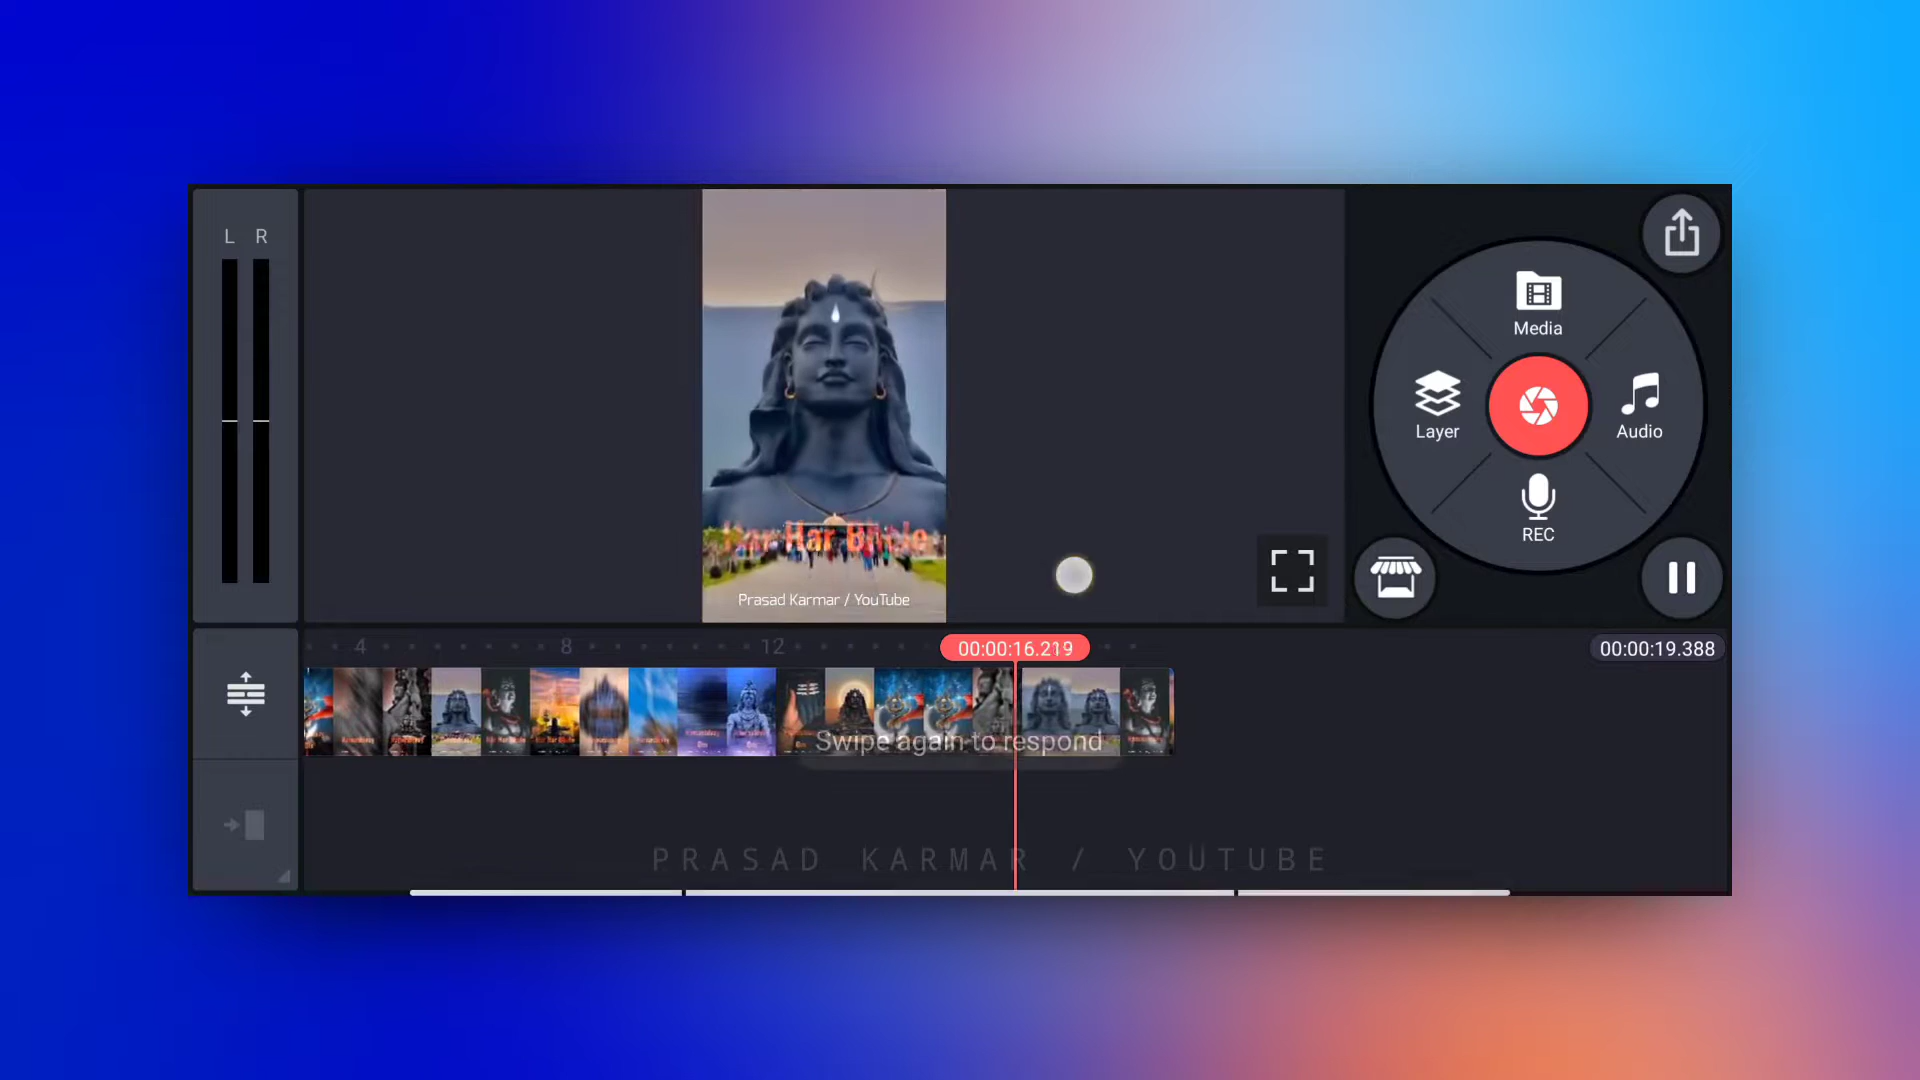 L R
Media
Layer
Audio
REC
Har Har
Prasad Karmar / YouTube
4 8 12
00:00:16.219
00:00:19.388
Swipe again to respond
PRASAD KARMAR / YOUTUBE